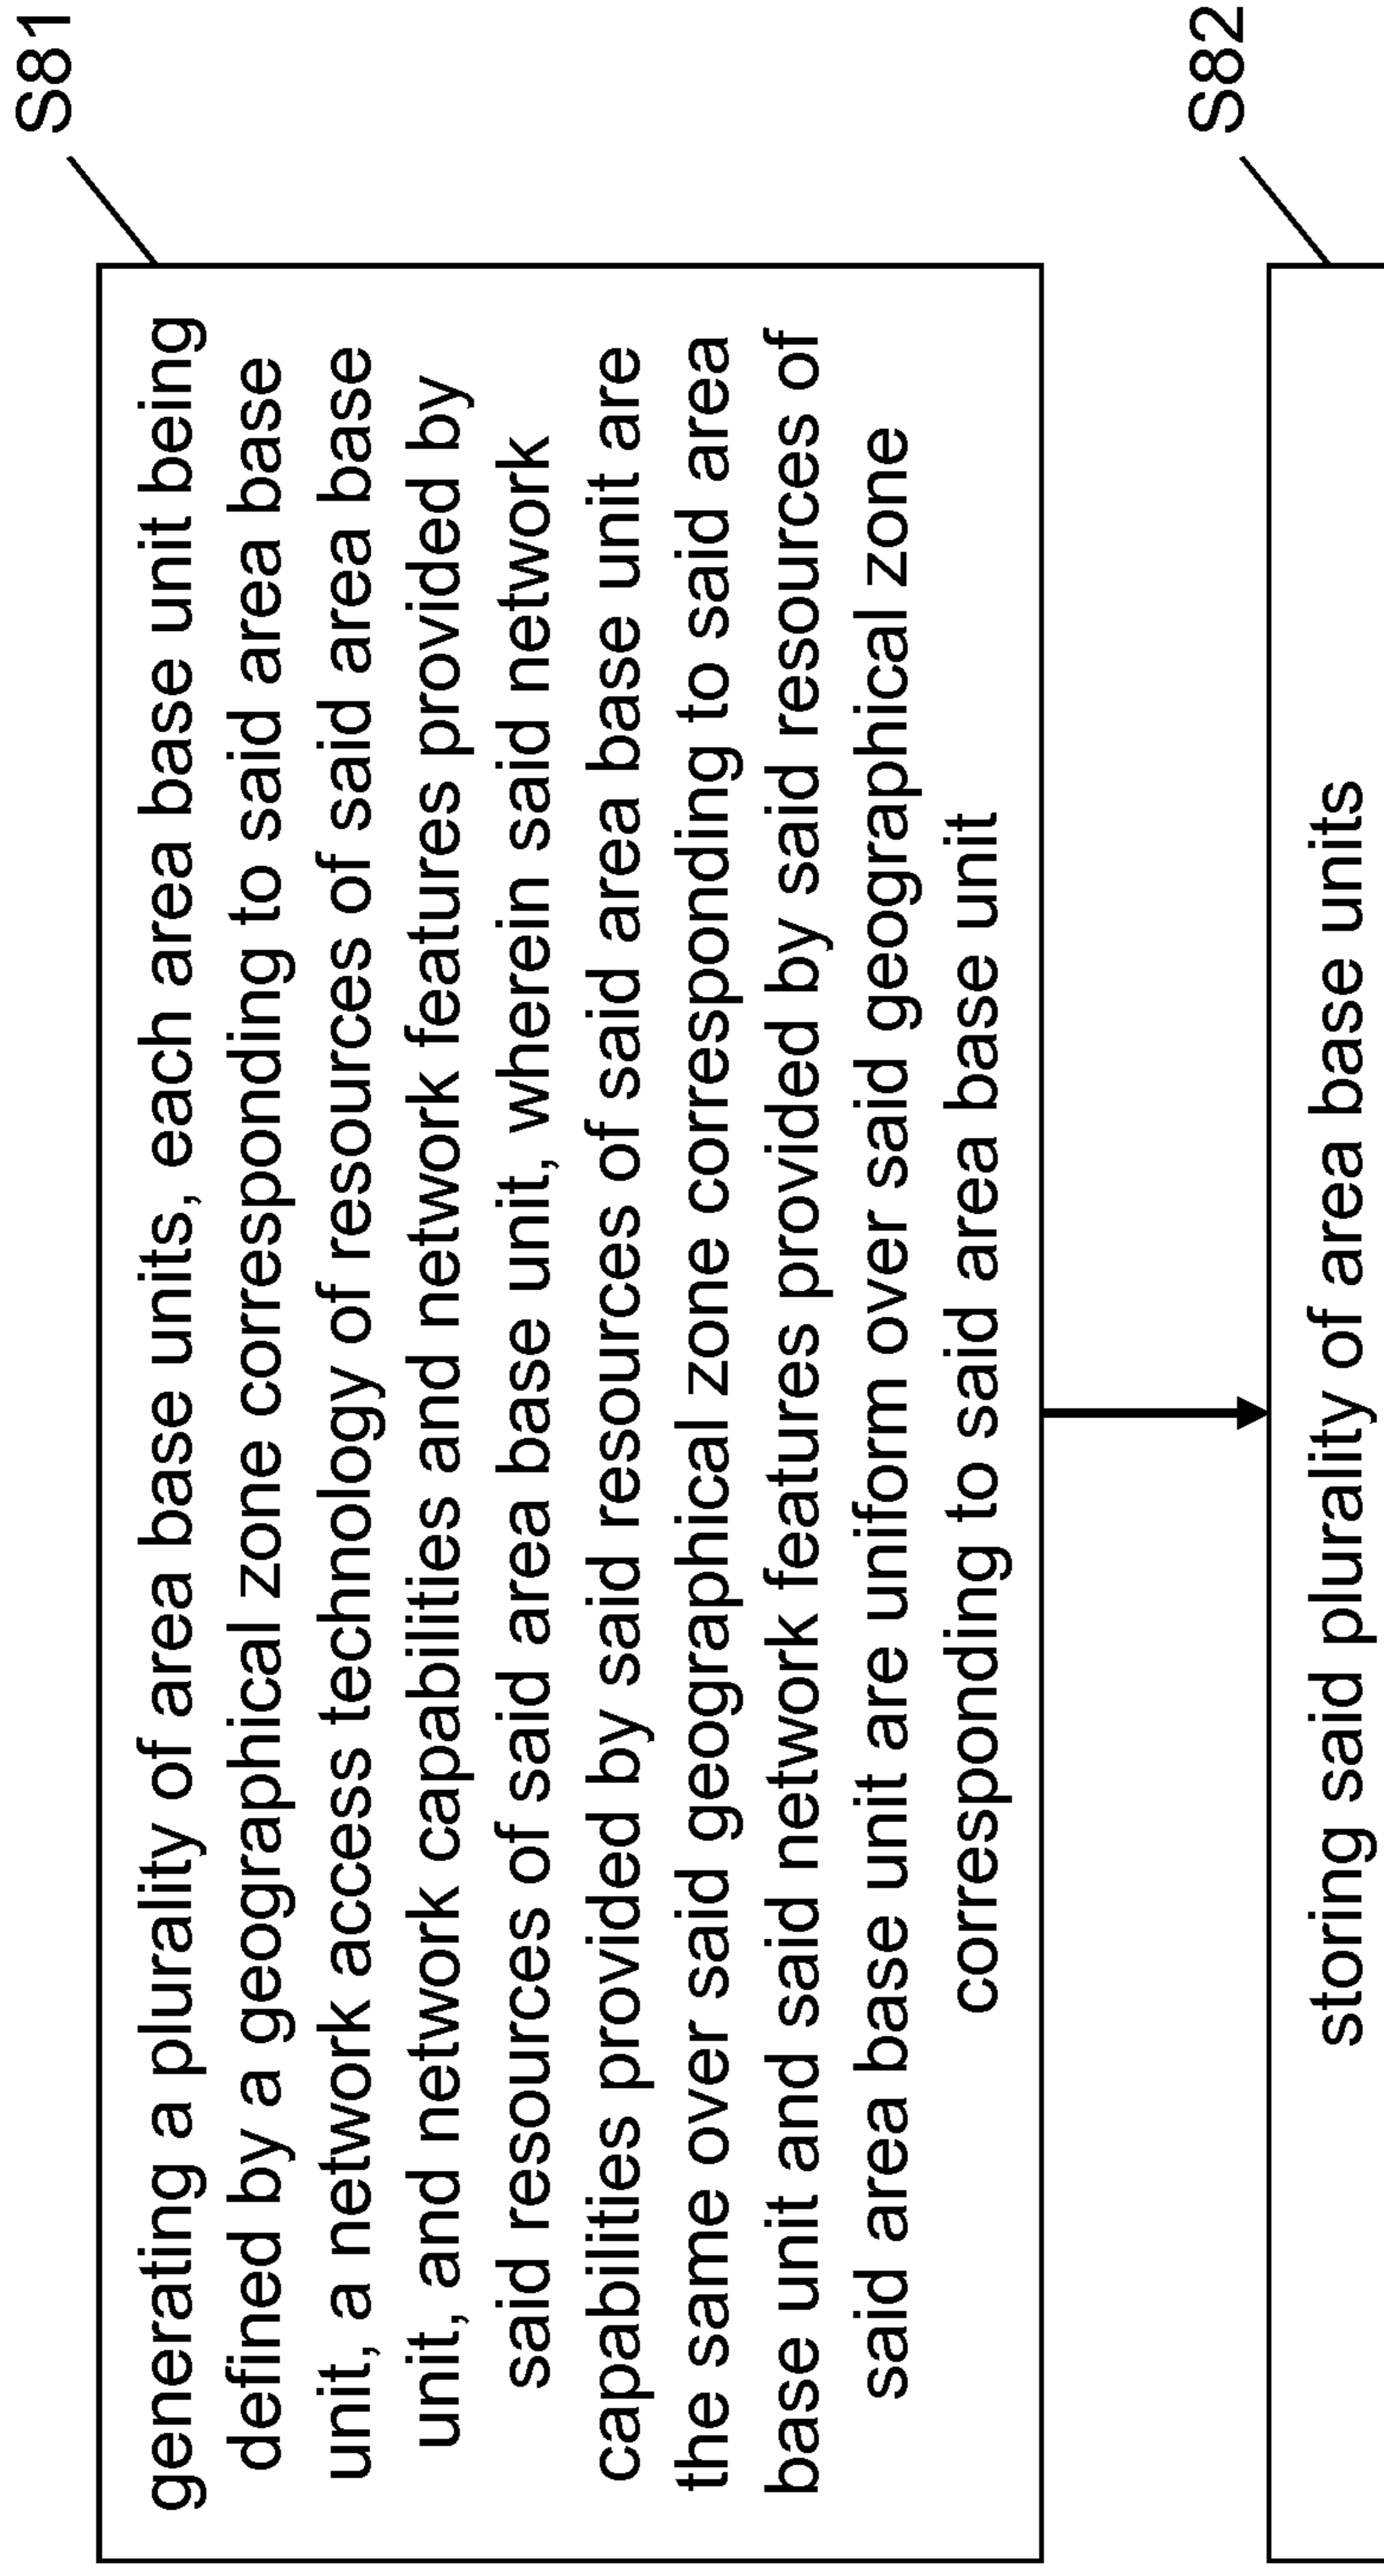 S81
generating a plurality of area base units, each area base unit being
defined by a geographical zone corresponding to said area base
unit, a network access technology of resources of said area base
unit, and network capabilities and network features provided by
said resources of said area base unit, wherein said network
capabilities provided by said resources of said area base unit are
the same over said geographical zone corresponding to said area
base unit and said network features provided by said resources of
said area base unit are uniform over said geographical zone
corresponding to said area base unit
S82
storing said plurality of area base units